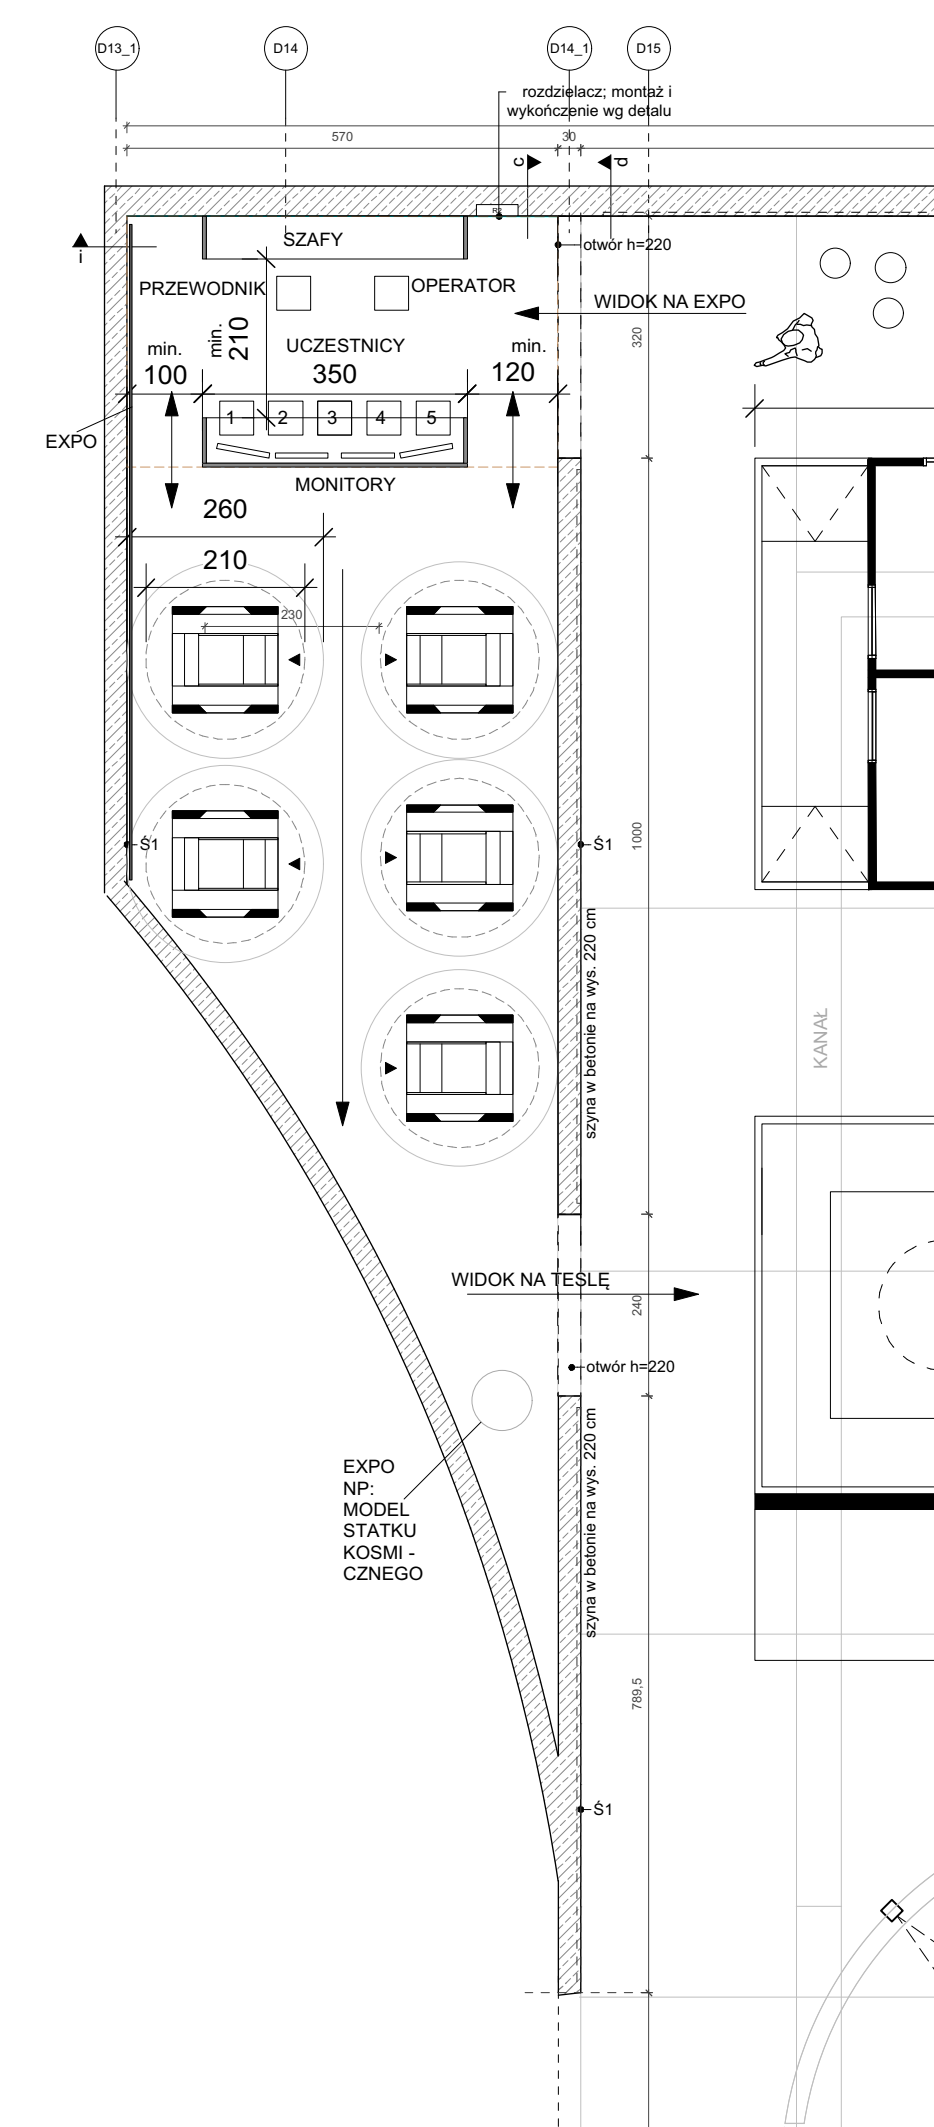 D13_1
D14
D14_1
D15
rozdzielacz; montaż i
wykończenie wg detalu
570
30
c
d
R2
SZAFY
otwór h=220
i
PRZEWODNIK
OPERATOR
WIDOK NA EXPO
min.
210
320
UCZESTNICY
min.
100
350
min.
120
1
2
3
4
5
EXPO
MONITORY
260
210
230
Ś1
Ś1
1000
szyna w betonie na wys. 220 cm
KANAŁ
WIDOK NA TESLĘ
240
otwór h=220
EXPO
NP:
MODEL
STATKU
KOSMI -
CZNEGO
szyna w betonie na wys. 220 cm
789,5
Ś1